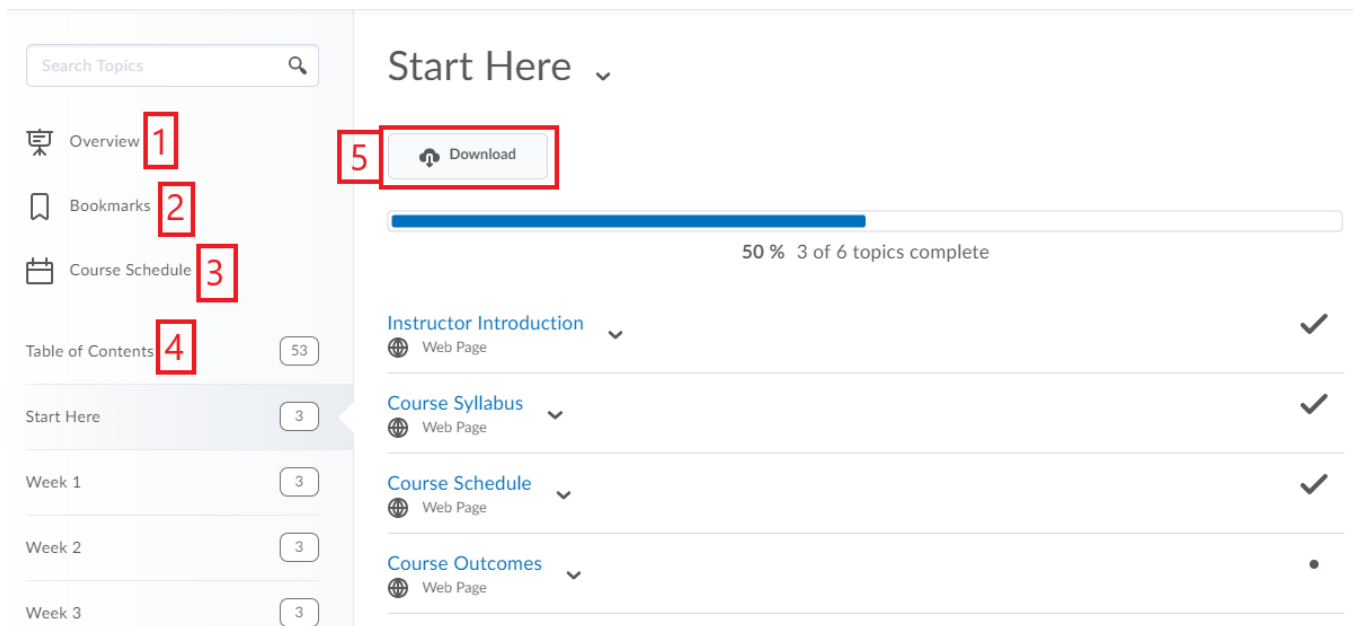 Search Topics
Overview 1
Bookmarks 2
Course Schedule 3
Table of Contents 4 53
Start Here 3
Week 1 3
Week 2 3
Week 3 3
Start Here
5 Download
50 % 3 of 6 topics complete
Instructor Introduction
Web Page
Course Syllabus
Web Page
Course Schedule
Web Page
Course Outcomes
Web Page